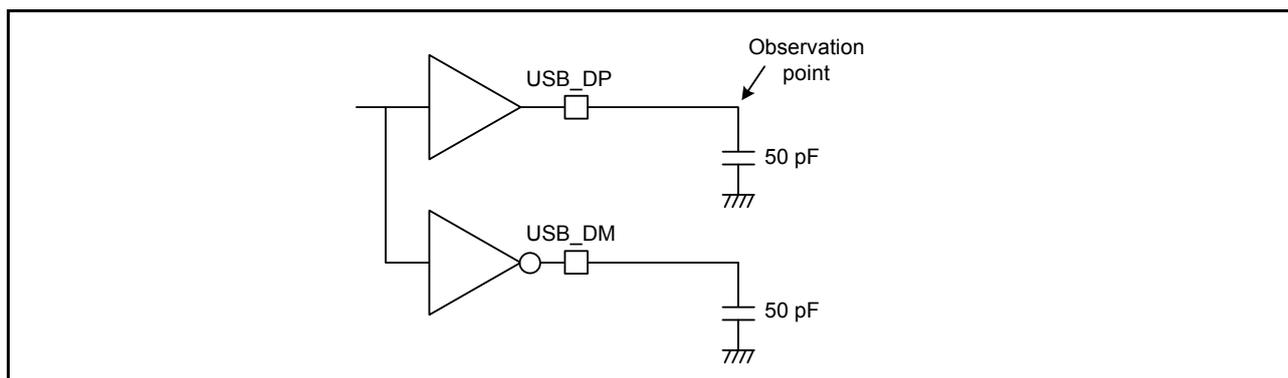 Observation
point
USB_DP
50 pF
USB_DM
50 pF